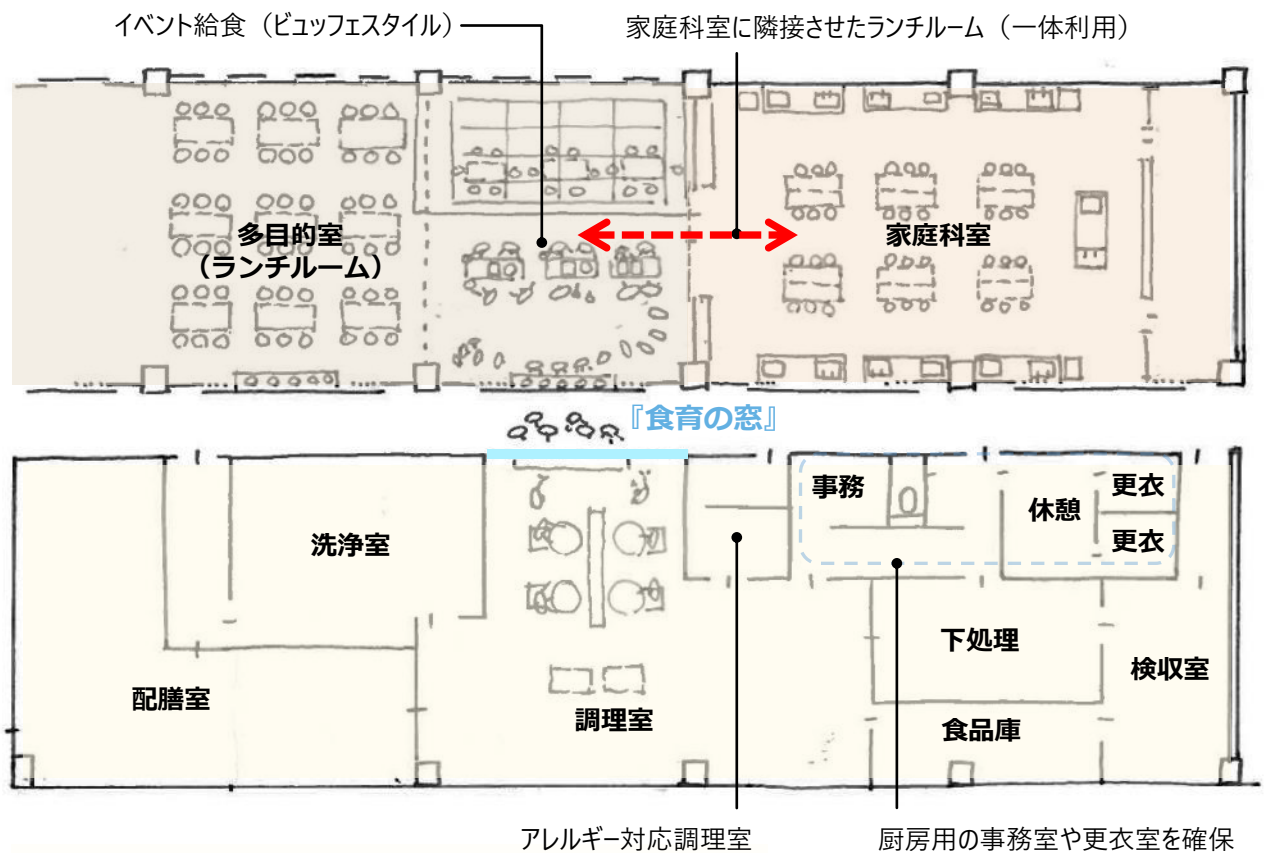 イベント給食（ビュッフェスタイル）
家庭科室に隣接させたランチルーム（一体利用）
多目的室
（ランチルーム）
家庭科室
『食育の窓』
事務
休憩
更衣
更衣
洗浄室
下処理
検収室
配膳室
調理室
食品庫
アレルギー対応調理室
厨房用の事務室や更衣室を確保